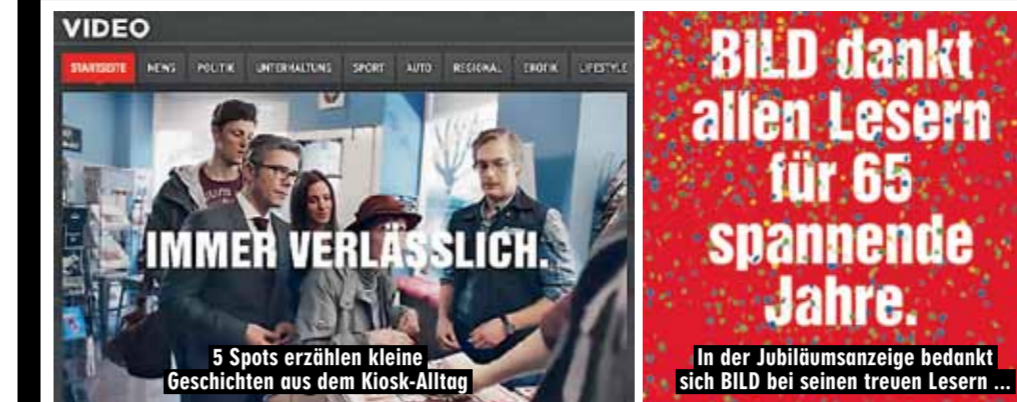 VIDEO
STARTSEITE NEWS POLITIK UNTERHALTUNG SPORT AUTO REGIONAL EROTIK LIFESTYLE
IMMER VERLÄSSLICH.
5 Spots erzählen kleine
Geschichten aus dem Kiosk-Alltag
BILD dankt
allen Lesern
für 65
spannende
Jahre.
In der Jubiläumsanzeige bedankt
sich BILD bei seinen treuen Lesern ...